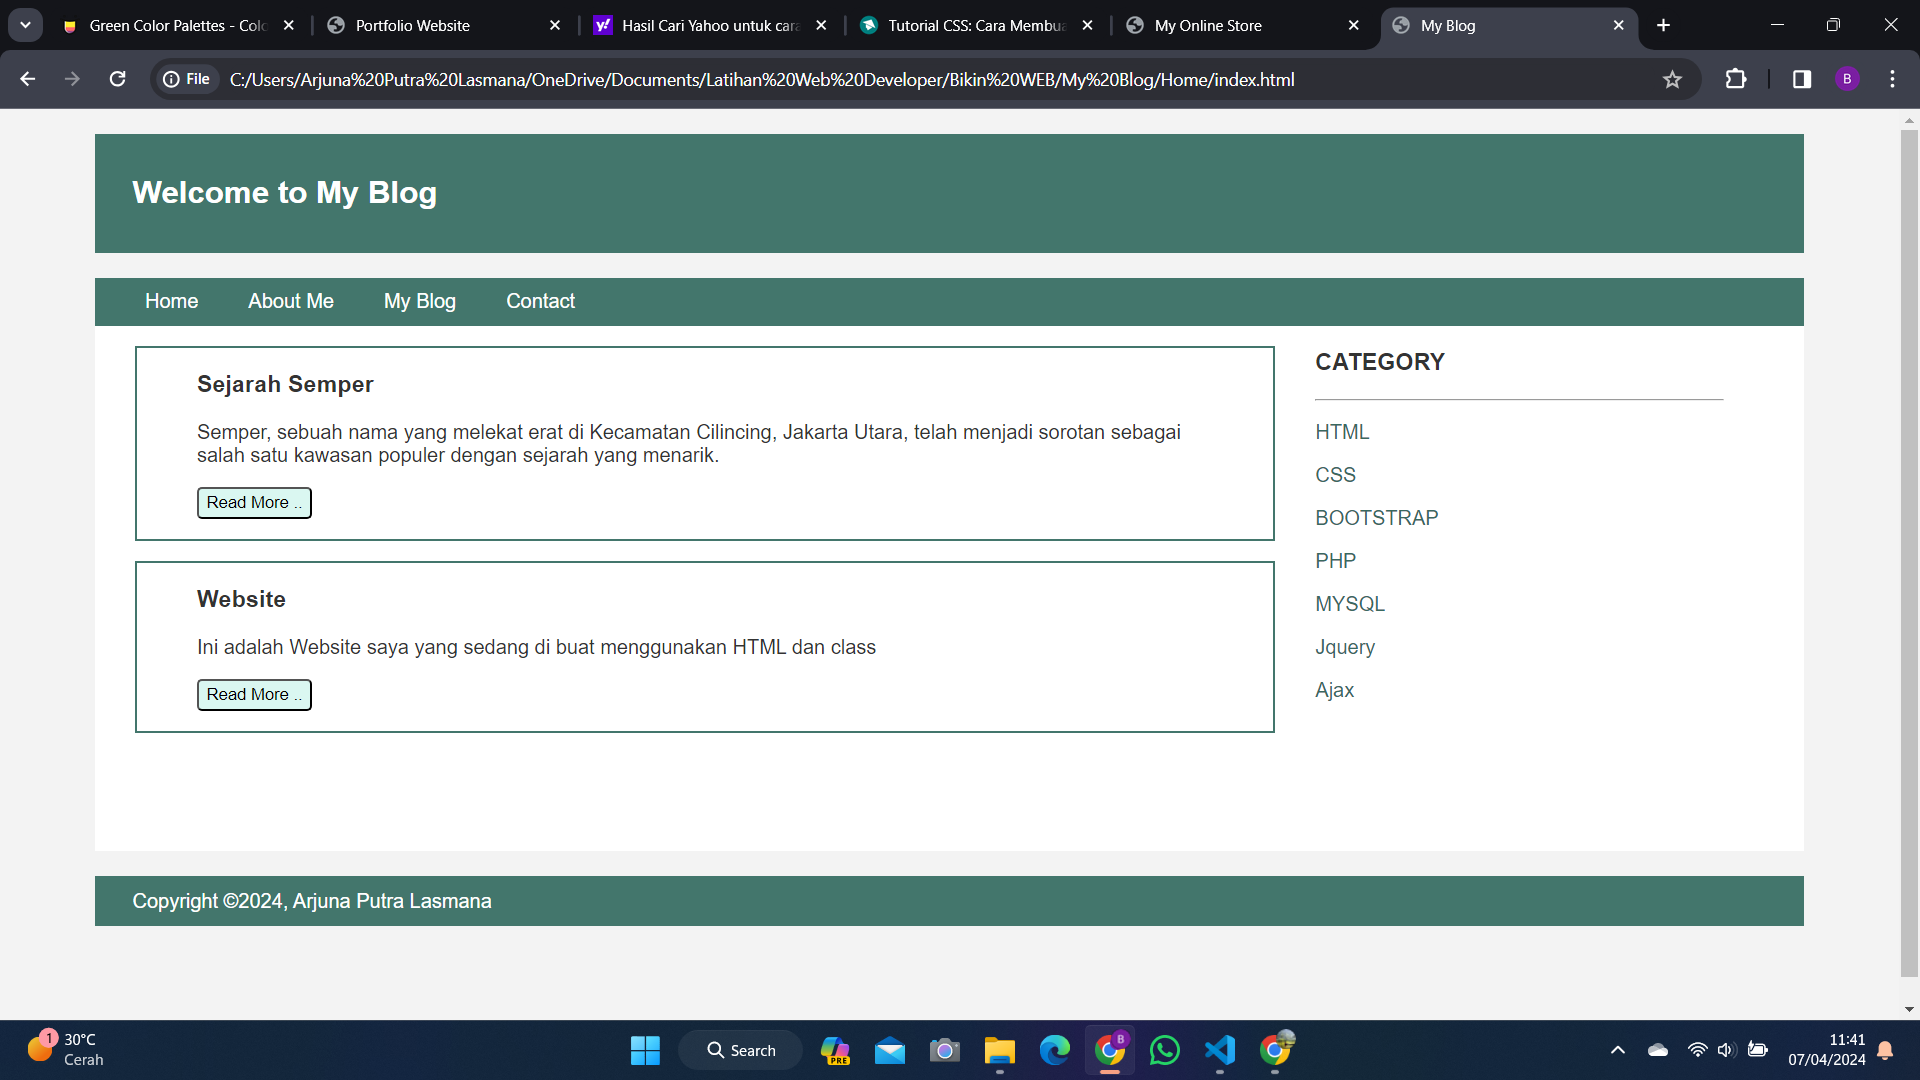 Green Color Palettes - Colo
Portfolio Website
Hasil Cari Yahoo untuk cara
Tutorial CSS: Cara Membua
My Online Store
My Blog
File
C:/Users/Arjuna%20Putra%20Lasmana/OneDrive/Documents/Latihan%20Web%20Developer/Bikin%20WEB/My%20Blog/Home/index.html
B
Welcome to My Blog
Home
About Me
My Blog
Contact
Sejarah Semper
Semper, sebuah nama yang melekat erat di Kecamatan Cilincing, Jakarta Utara, telah menjadi sorotan sebagai
salah satu kawasan populer dengan sejarah yang menarik.
Read More ..
Website
Ini adalah Website saya yang sedang di buat menggunakan HTML dan class
Read More ..
CATEGORY
HTML
CSS
BOOTSTRAP
PHP
MYSQL
Jquery
Ajax
Copyright ©2024, Arjuna Putra Lasmana
1
30°C
Cerah
Search
PRE
B
11:41
07/04/2024